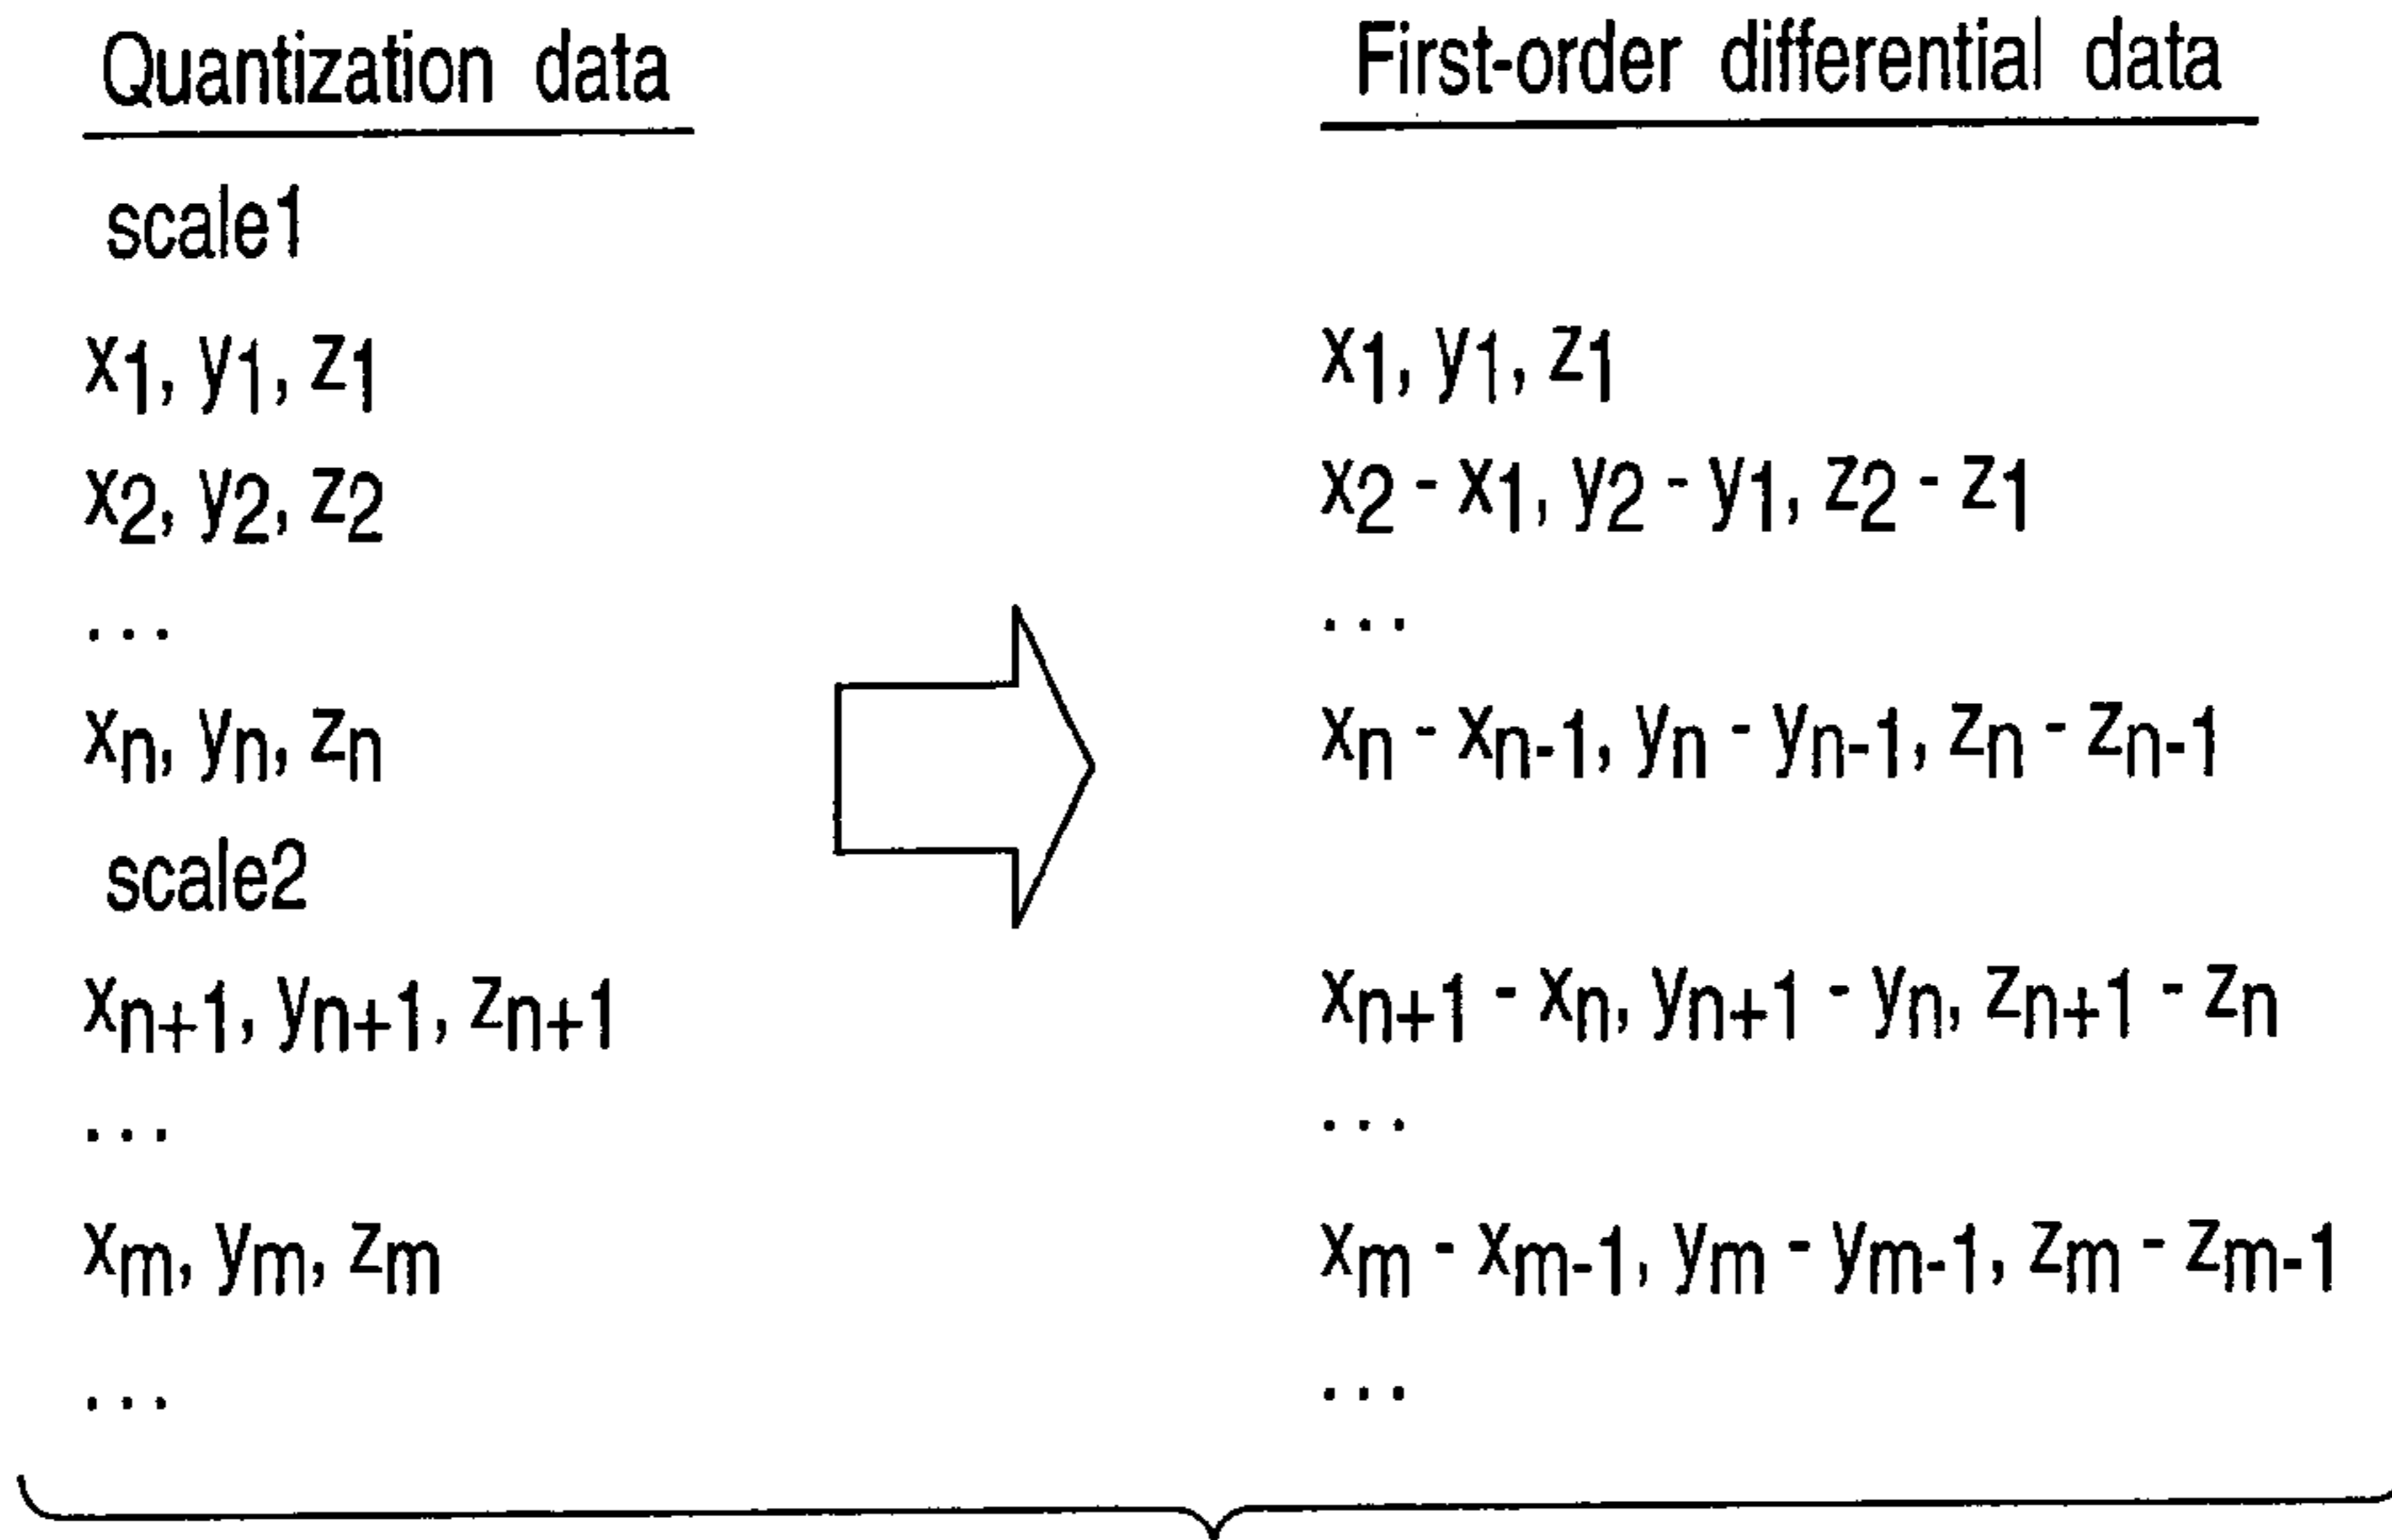 Quantization data
scale1
x1, y1, z1
x2, y2, z2
...
xn, yn, zn
scale2
xn+1, yn+1, zn+1
...
xm, ym, zm
...
First-order differential data
x1, y1, z1
x2 - x1, y2 - y1, z2 - z1
...
xn - xn-1, yn - yn-1, zn - zn-1
xn+1 - xn, yn+1 - yn, zn+1 - zn
...
xm - xm-1, ym - ym-1, zm - zm-1
...